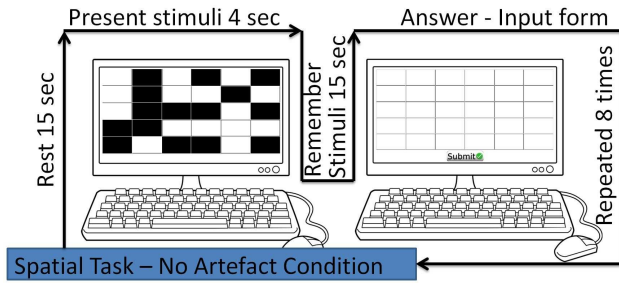 Present stimuli 4 sec
Answer - Input form
Rest 15 sec
Remember
Stimuli 15 sec
Submit
Repeated 8 times
Spatial Task – No Artefact Condition